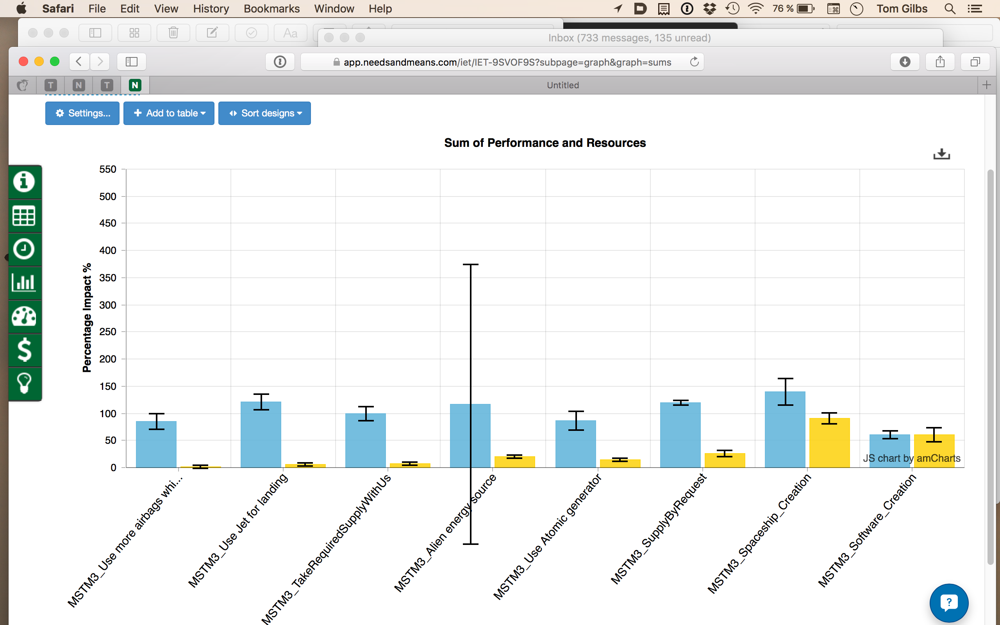 Safari File Edit View History Bookmarks Window Help 76 % Tom Gilbs
Aa
Inbox (733 messages, 135 unread)
app.needsandmeans.com/iet/IET-9SVOF9S?subpage=graph&graph=sums
T N T N Untitled
Settings... Add to table Sort designs
Sum of Performance and Resources
Percentage Impact %
550
500
450
400
350
300
250
200
150
100
50
0
JS chart by amCharts
MSTM3_Use more airbags whi...
MSTM3_Use Jet for landing
MSTM3_TakeRequiredSupplyWithUs
MSTM3_Alien energy source
MSTM3_Use Atomic generator
MSTM3_SupplyByRequest
MSTM3_Spaceship_Creation
MSTM3_Software_Creation